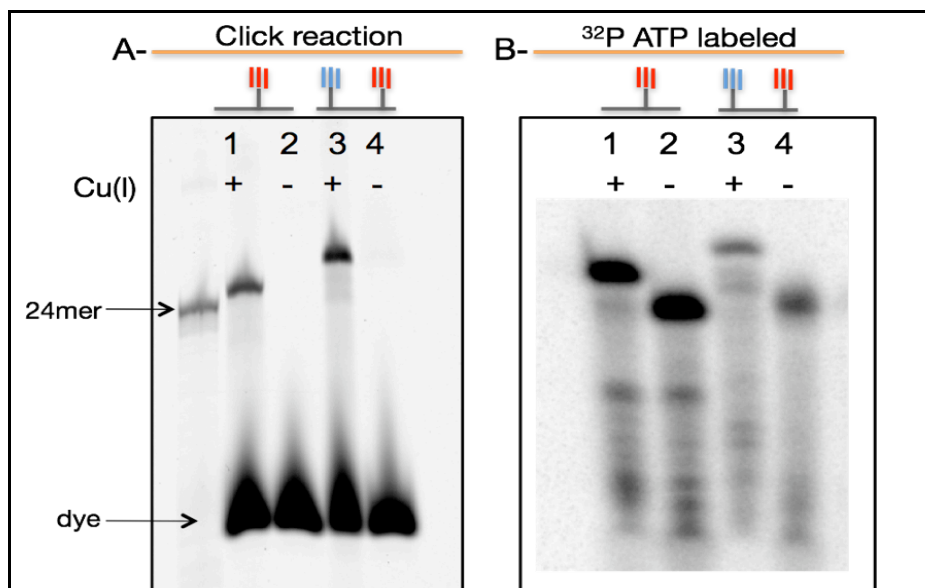 A- Click reaction
1 2 3 4
Cu(I) + - + -
24mer
dye
B- ³²P ATP labeled
1 2 3 4
+ - + -